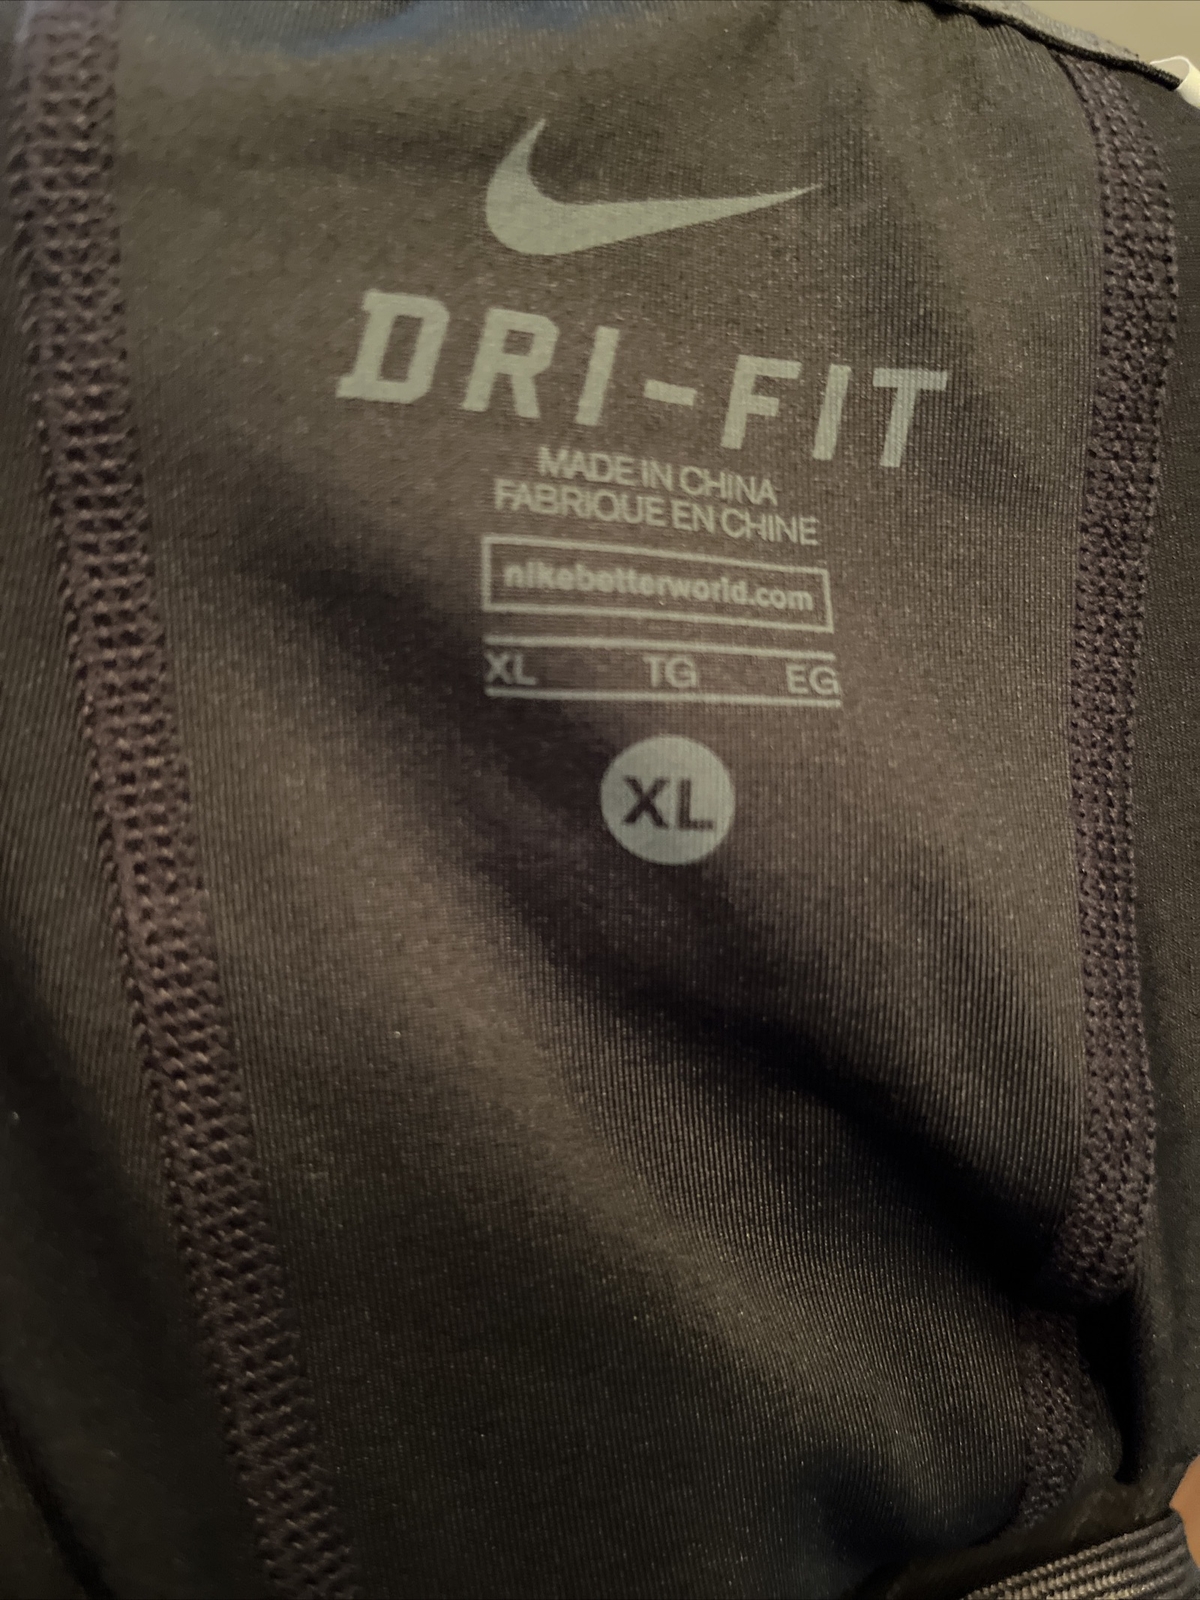 DRI-FIT
MADE IN CHINA
FABRIQUE EN CHINE
nikebetterworld.com
XL TG EG
XL